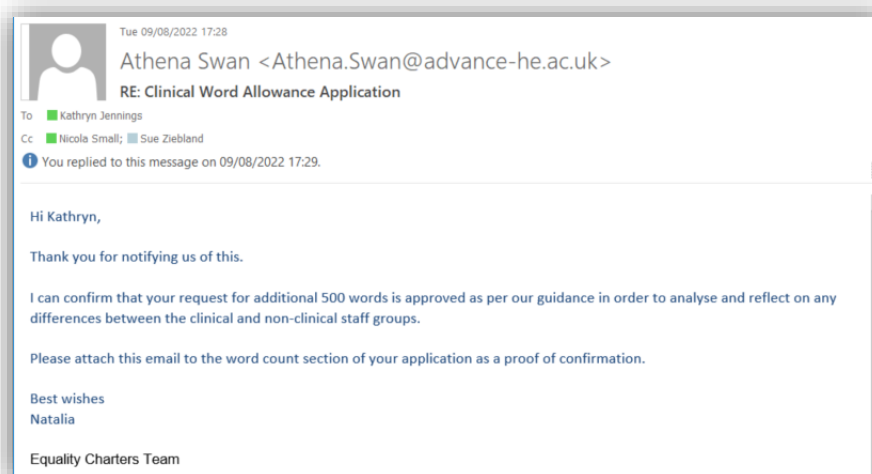 Tue 09/08/2022 17:28
Athena Swan <Athena.Swan@advance-he.ac.uk>
RE: Clinical Word Allowance Application
To Kathryn Jennings
Cc Nicola Small; Sue Ziebland
You replied to this message on 09/08/2022 17:29.
Hi Kathryn,
Thank you for notifying us of this.
I can confirm that your request for additional 500 words is approved as per our guidance in order to analyse and reflect on any
differences between the clinical and non-clinical staff groups.
Please attach this email to the word count section of your application as a proof of confirmation.
Best wishes
Natalia
Equality Charters Team